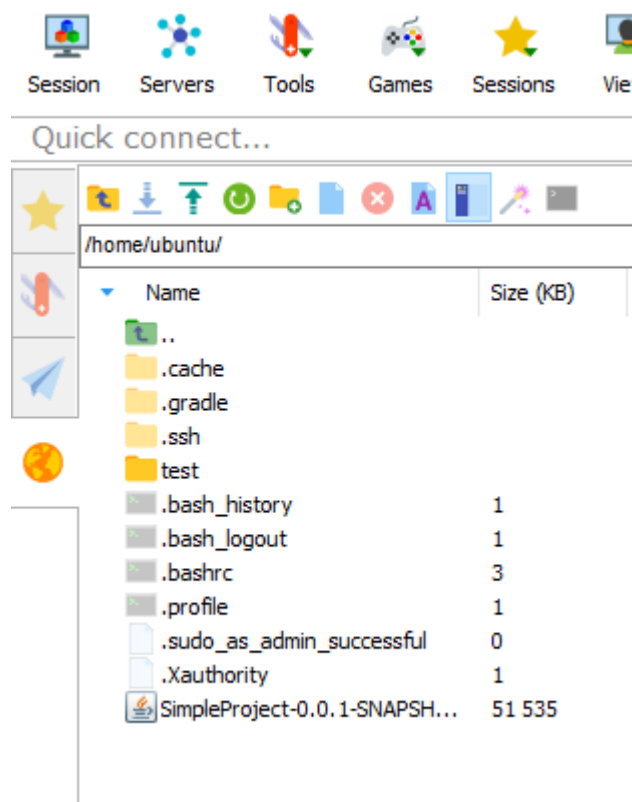 Session Servers Tools Games Sessions Vie
Quick connect...
/home/ubuntu/
Name Size (KB)
..
.cache
.gradle
.ssh
test
.bash_history 1
.bash_logout 1
.bashrc 3
.profile 1
.sudo_as_admin_successful 0
.Xauthority 1
SimpleProject-0.0.1-SNAPSH... 51 535